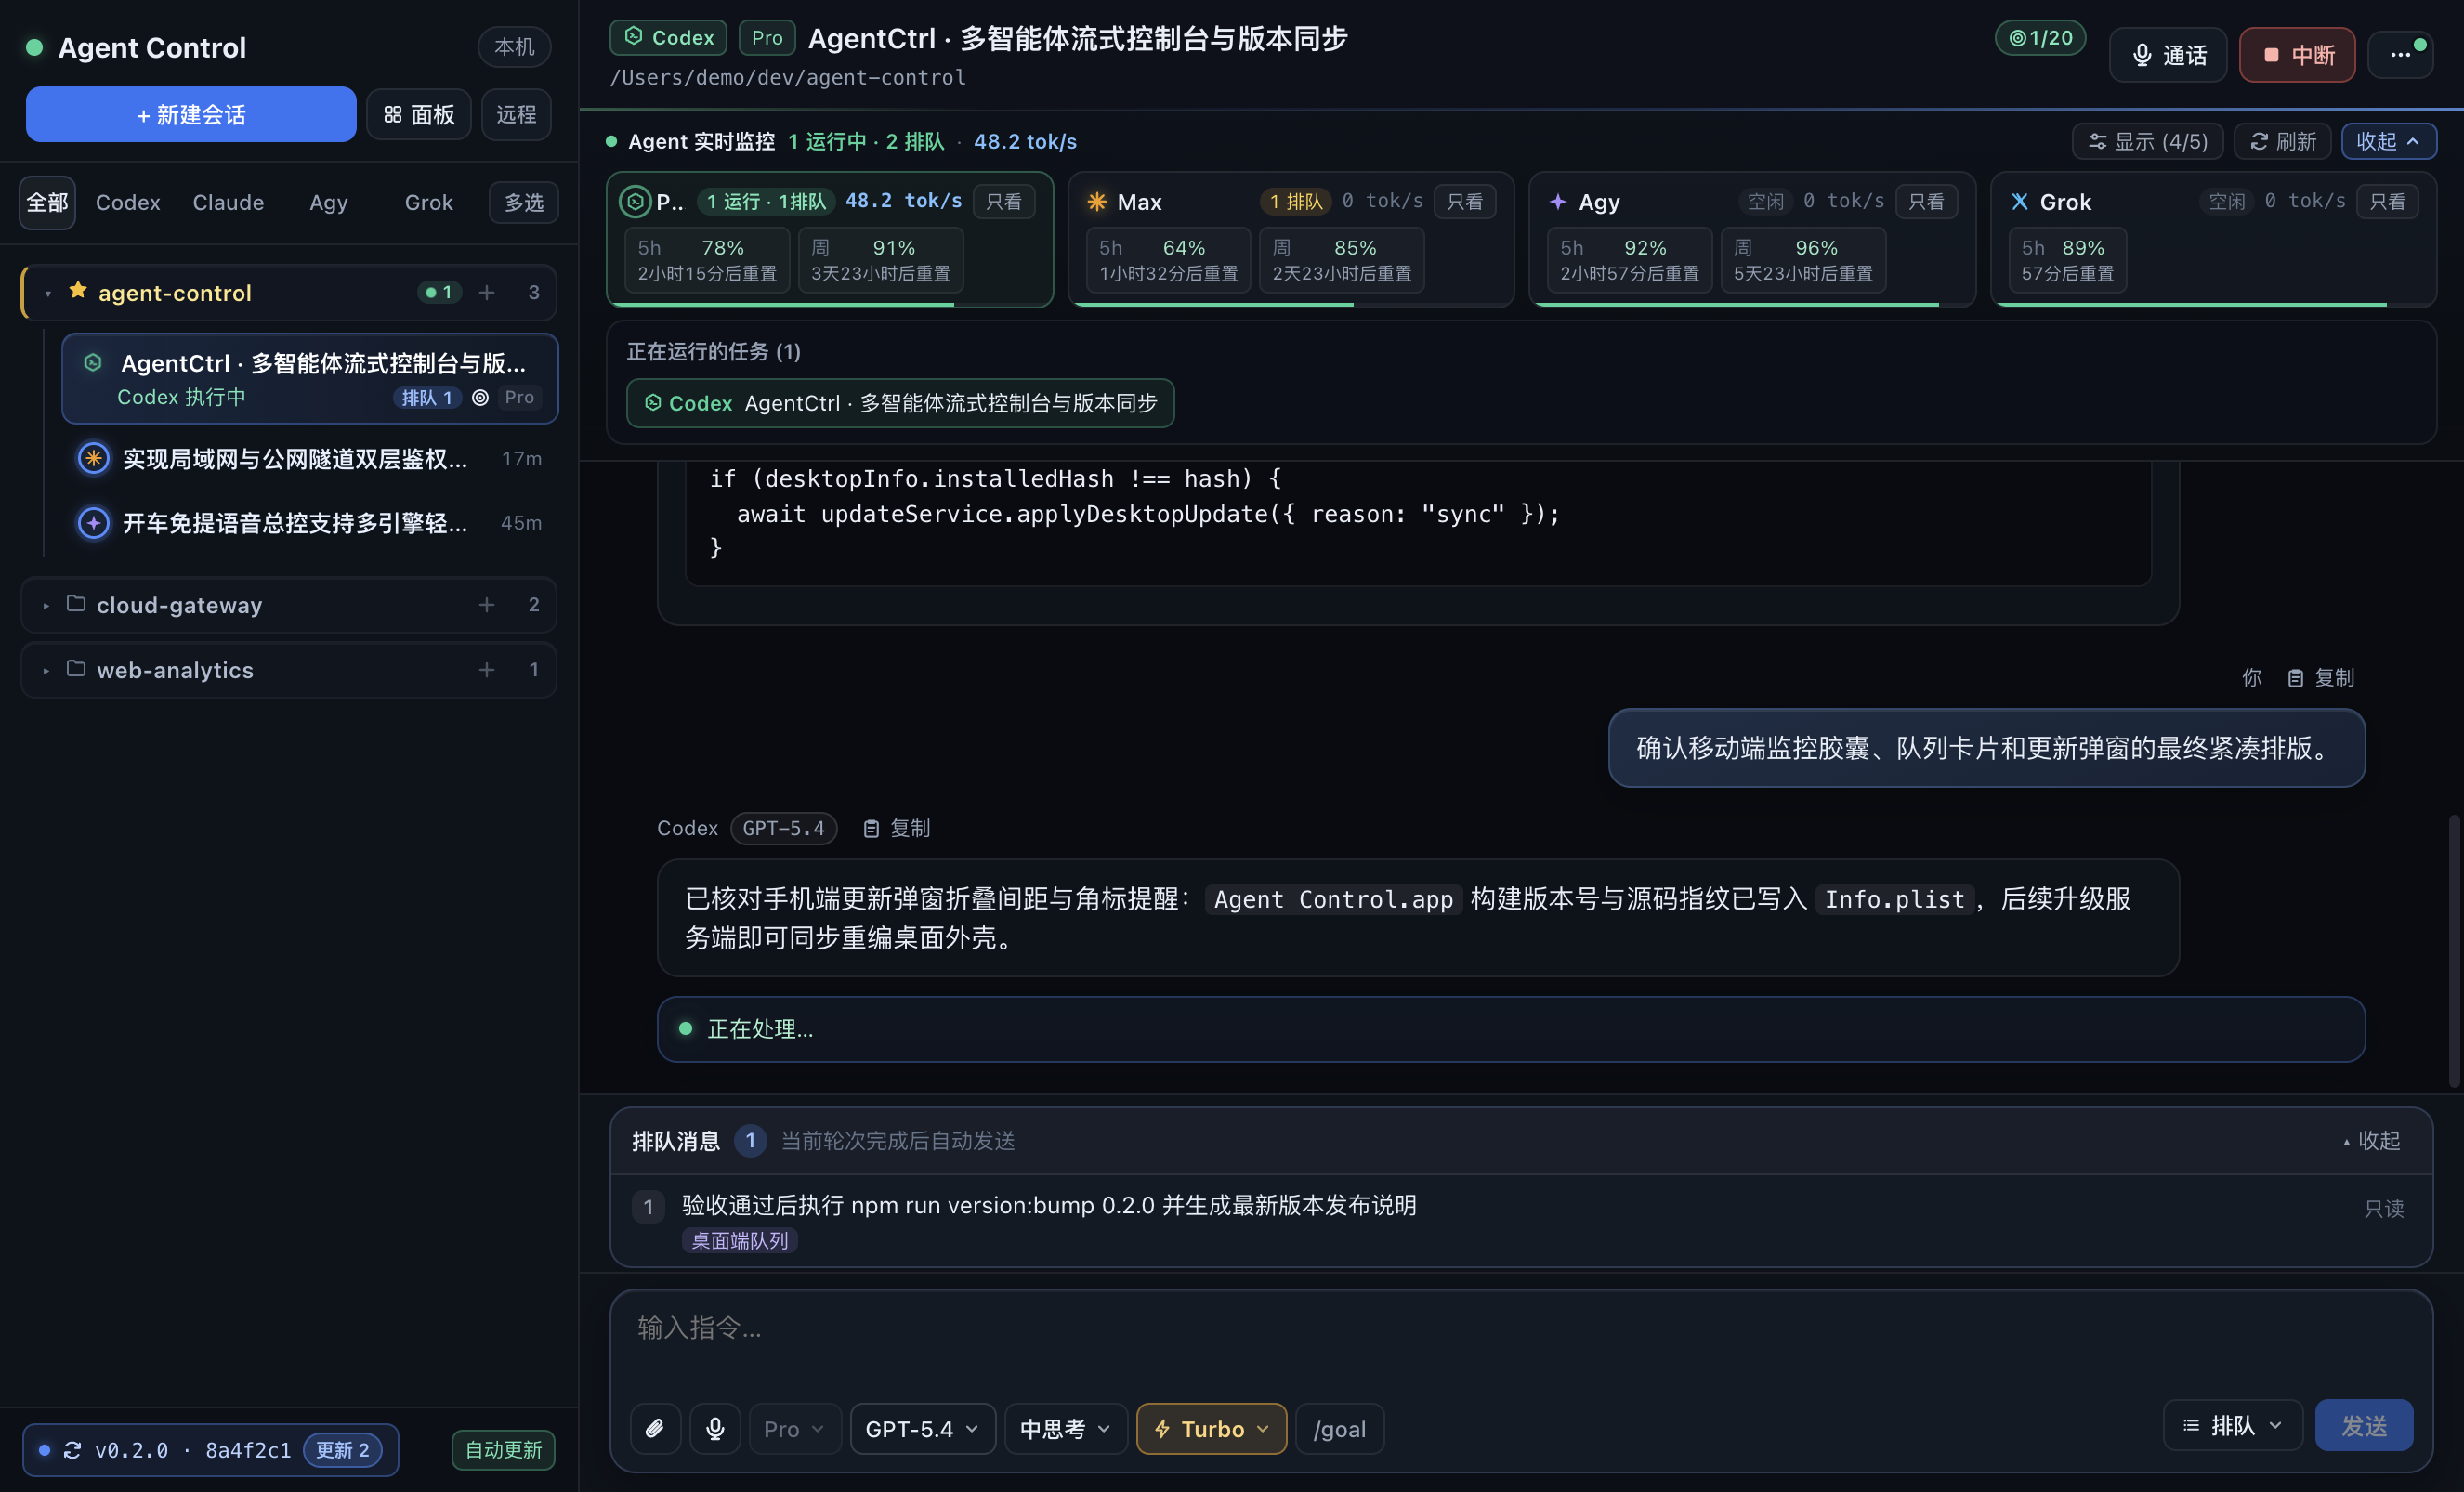 Agent Control
本机
+ 新建会话
面板
远程
全部
Codex
Claude
Agy
Grok
多选
agent-control
1
+
3
AgentCtrl · 多智能体流式控制台与版...
Codex 执行中
排队 1
Pro
实现局域网与公网隧道双层鉴权...
17m
开车免提语音总控支持多引擎轻...
45m
cloud-gateway
+
2
web-analytics
+
1
v0.2.0 · 8a4f2c1
更新 2
自动更新
Codex
Pro
AgentCtrl · 多智能体流式控制台与版本同步
/Users/demo/dev/agent-control
1/20
通话
中断
...
Agent 实时监控
1 运行中 · 2 排队 · 48.2 tok/s
显示 (4/5)
刷新
收起
P..
1 运行 · 1排队
48.2 tok/s
只看
5h 78%
2小时15分后重置
周 91%
3天23小时后重置
Max
1 排队
0 tok/s
只看
5h 64%
1小时32分后重置
周 85%
2天23小时后重置
Agy
空闲
0 tok/s
只看
5h 92%
2小时57分后重置
周 96%
5天23小时后重置
Grok
空闲
0 tok/s
只看
5h 89%
57分后重置
正在运行的任务 (1)
Codex AgentCtrl · 多智能体流式控制台与版本同步
if (desktopInfo.installedHash !== hash) {
await updateService.applyDesktopUpdate({ reason: "sync" });
}
你
复制
确认移动端监控胶囊、队列卡片和更新弹窗的最终紧凑排版。
Codex
GPT-5.4
复制
已核对手机端更新弹窗折叠间距与角标提醒：Agent Control.app 构建版本号与源码指纹已写入 Info.plist，后续升级服
务端即可同步重编桌面外壳。
正在处理...
排队消息
1
当前轮次完成后自动发送
收起
1
验收通过后执行 npm run version:bump 0.2.0 并生成最新版本发布说明
只读
桌面端队列
输入指令...
Pro
GPT-5.4
中思考
Turbo
/goal
排队
发送